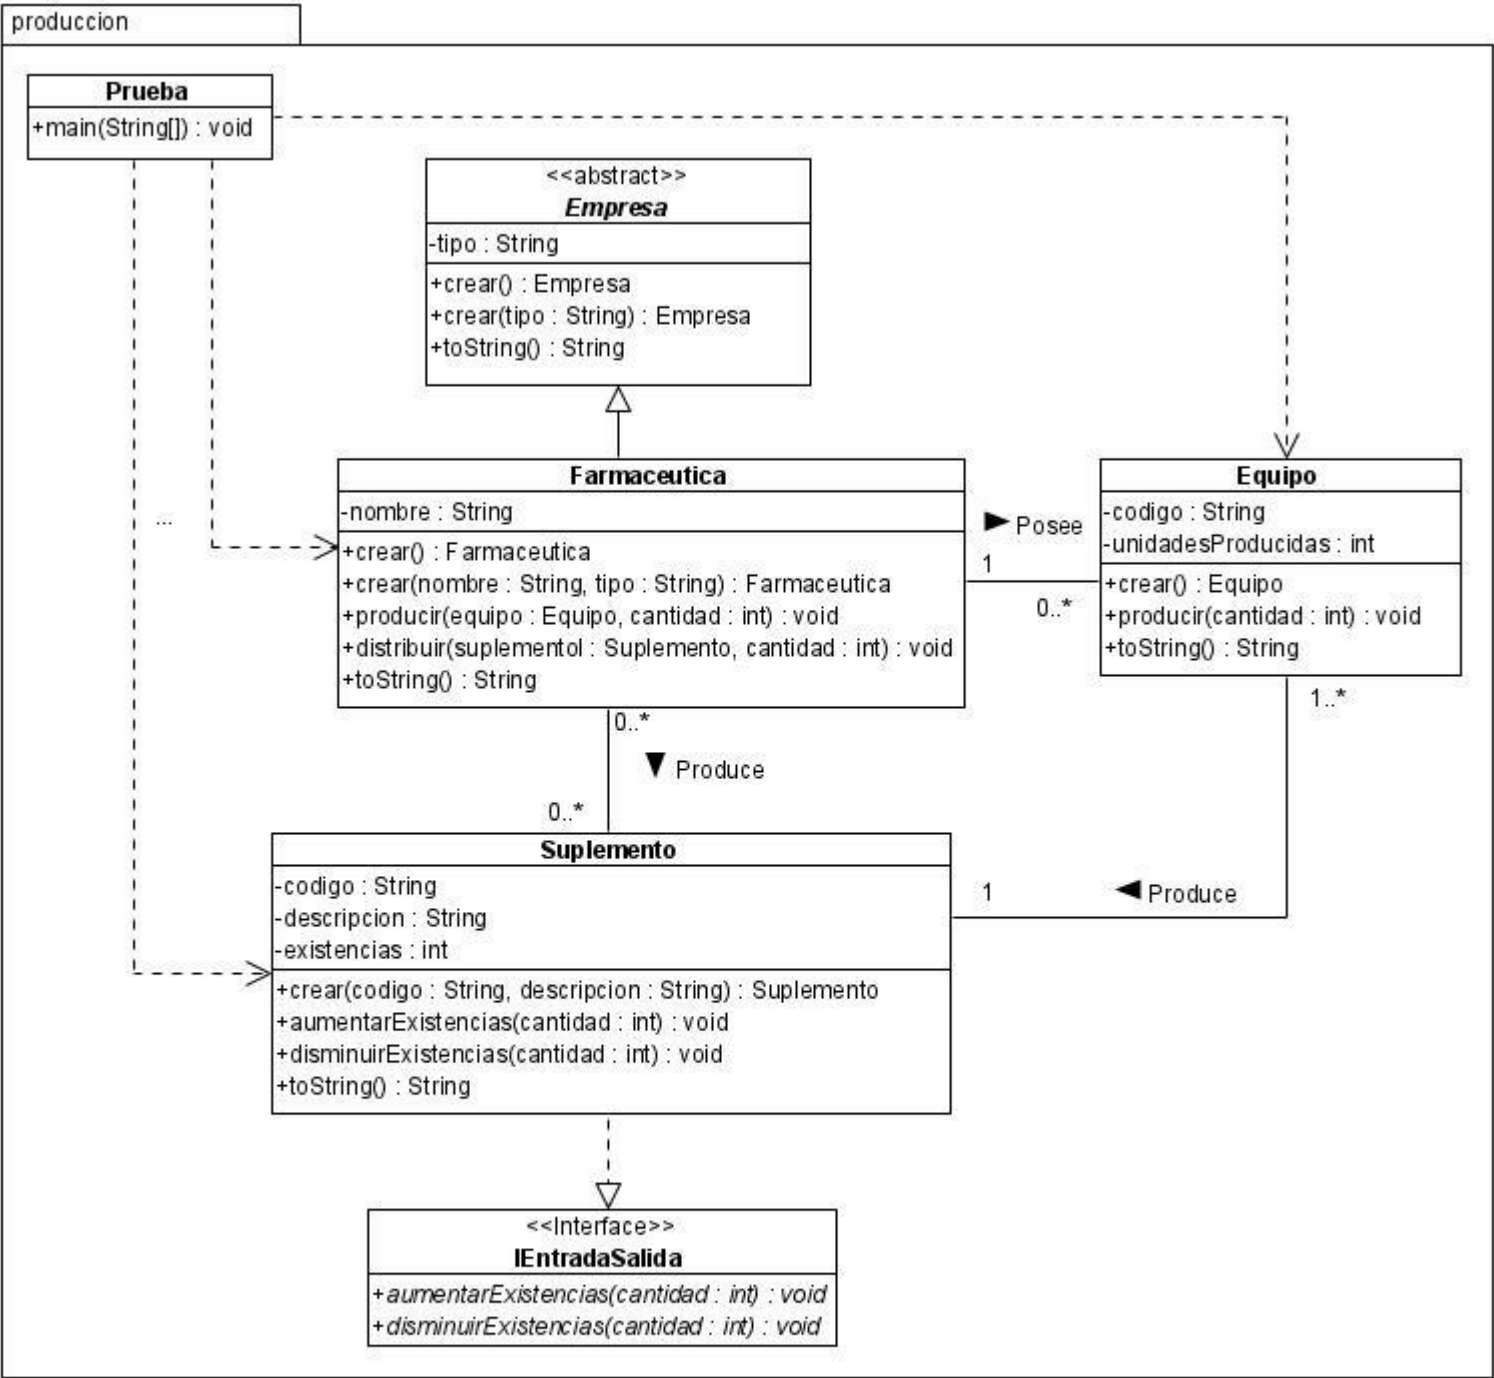 produccion
Prueba
+main(String[]) : void
<<abstract>>
Empresa
-tipo : String
+crear() : Empresa
+crear(tipo : String) : Empresa
+toString() : String
Farmaceutica
-nombre : String
+crear() : Farmaceutica
+crear(nombre : String, tipo : String) : Farmaceutica
+producir(equipo : Equipo, cantidad : int) : void
+distribuir(suplementol : Suplemento, cantidad : int) : void
+toString() : String
...
Posee
1
0..*
Equipo
-codigo : String
-unidadesProducidas : int
+crear() : Equipo
+producir(cantidad : int) : void
+toString() : String
1..*
0..*
Produce
0..*
Suplemento
-codigo : String
-descripcion : String
-existencias : int
+crear(codigo : String, descripcion : String) : Suplemento
+aumentarExistencias(cantidad : int) : void
+disminuirExistencias(cantidad : int) : void
+toString() : String
1
Produce
<<Interface>>
IEntradaSalida
+aumentarExistencias(cantidad : int) : void
+disminuirExistencias(cantidad : int) : void